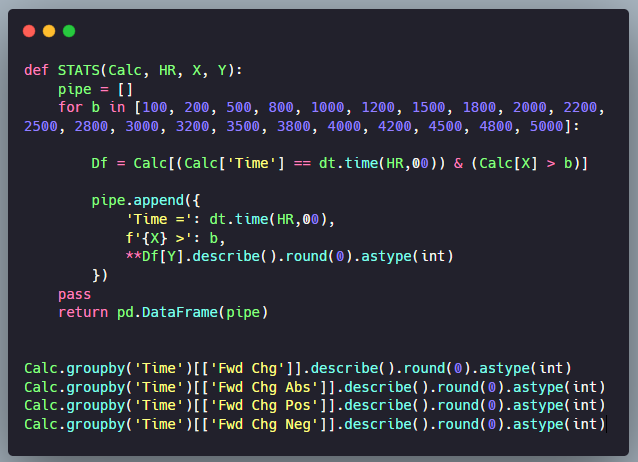 def STATS(Calc, HR, X, Y):
    pipe = []
    for b in [100, 200, 500, 800, 1000, 1200, 1500, 1800, 2000, 2200,
2500, 2800, 3000, 3200, 3500, 3800, 4000, 4200, 4500, 4800, 5000]:
        Df = Calc[(Calc['Time'] == dt.time(HR,00)) & (Calc[X] > b)]
        pipe.append({
            'Time =': dt.time(HR,00),
            f'{X} >': b,
            **Df[Y].describe().round(0).astype(int)
        })
    pass
    return pd.DataFrame(pipe)
Calc.groupby('Time')[['Fwd Chg']].describe().round(0).astype(int)
Calc.groupby('Time')[['Fwd Chg Abs']].describe().round(0).astype(int)
Calc.groupby('Time')[['Fwd Chg Pos']].describe().round(0).astype(int)
Calc.groupby('Time')[['Fwd Chg Neg']].describe().round(0).astype(int)